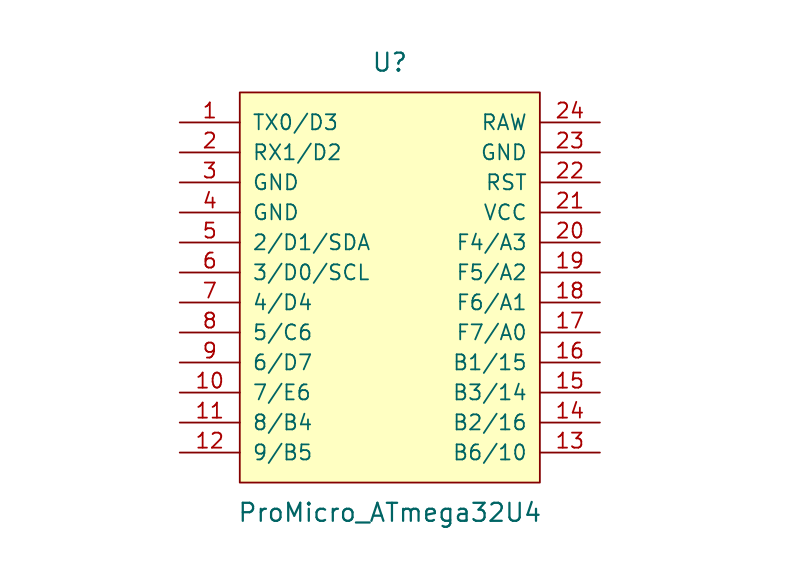 U?
1 TX0/D3 RAW 24
2 RX1/D2 GND 23
3 GND RST 22
4 GND VCC 21
5 2/D1/SDA F4/A3 20
6 3/D0/SCL F5/A2 19
7 4/D4 F6/A1 18
8 5/C6 F7/A0 17
9 6/D7 B1/15 16
10 7/E6 B3/14 15
11 8/B4 B2/16 14
12 9/B5 B6/10 13
ProMicro_ATmega32U4